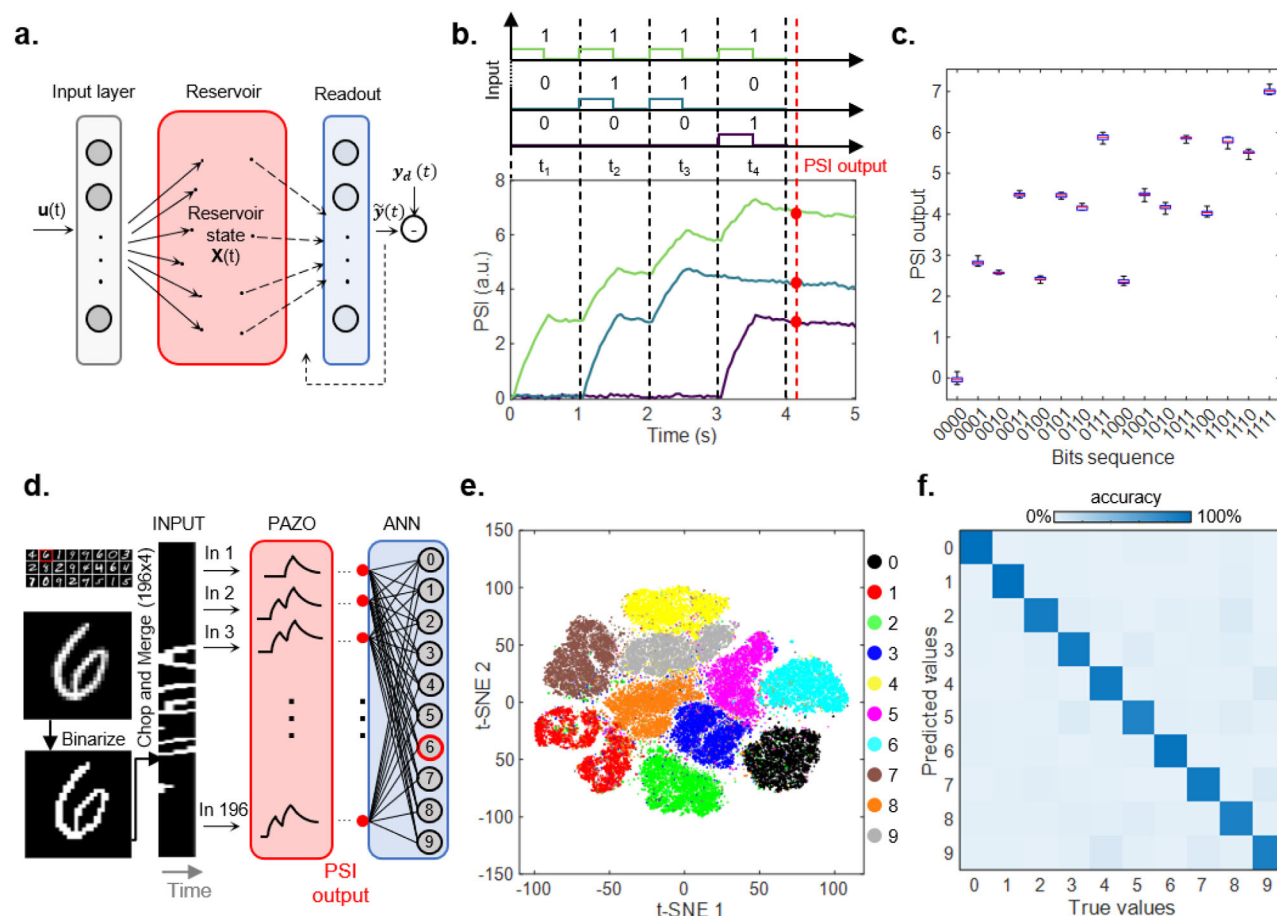 a.
Input layer
Reservoir
Readout
u(t)
Reservoir
state
X(t)
y_d(t)
ỹ(t)
-
b.
Input
1 1 1 1
0 1 1 0
0 0 0 1
t1 t2 t3 t4
PSI output
PSI (a.u.)
8
6
4
2
0
0 1 2 3 4 5
Time (s)
c.
PSI output
7
6
5
4
3
2
1
0
0000 0001 0010 0011 0100 0101 0110 0111 1000 1001 1010 1011 1100 1101 1110 1111
Bits sequence
d.
INPUT
PAZO
ANN
Chop and Merge (196x4)
Binarize
In 1
In 2
In 3
In 196
0
1
2
3
4
5
6
7
8
9
Time
PSI
output
e.
t-SNE 2
150
100
50
0
50
-100
-150
-100 -50 0 50 100
t-SNE 1
0
1
2
3
4
5
6
7
8
9
f.
accuracy
0% 100%
Predicted values
0
1
2
3
4
5
6
7
8
9
0 1 2 3 4 5 6 7 8 9
True values